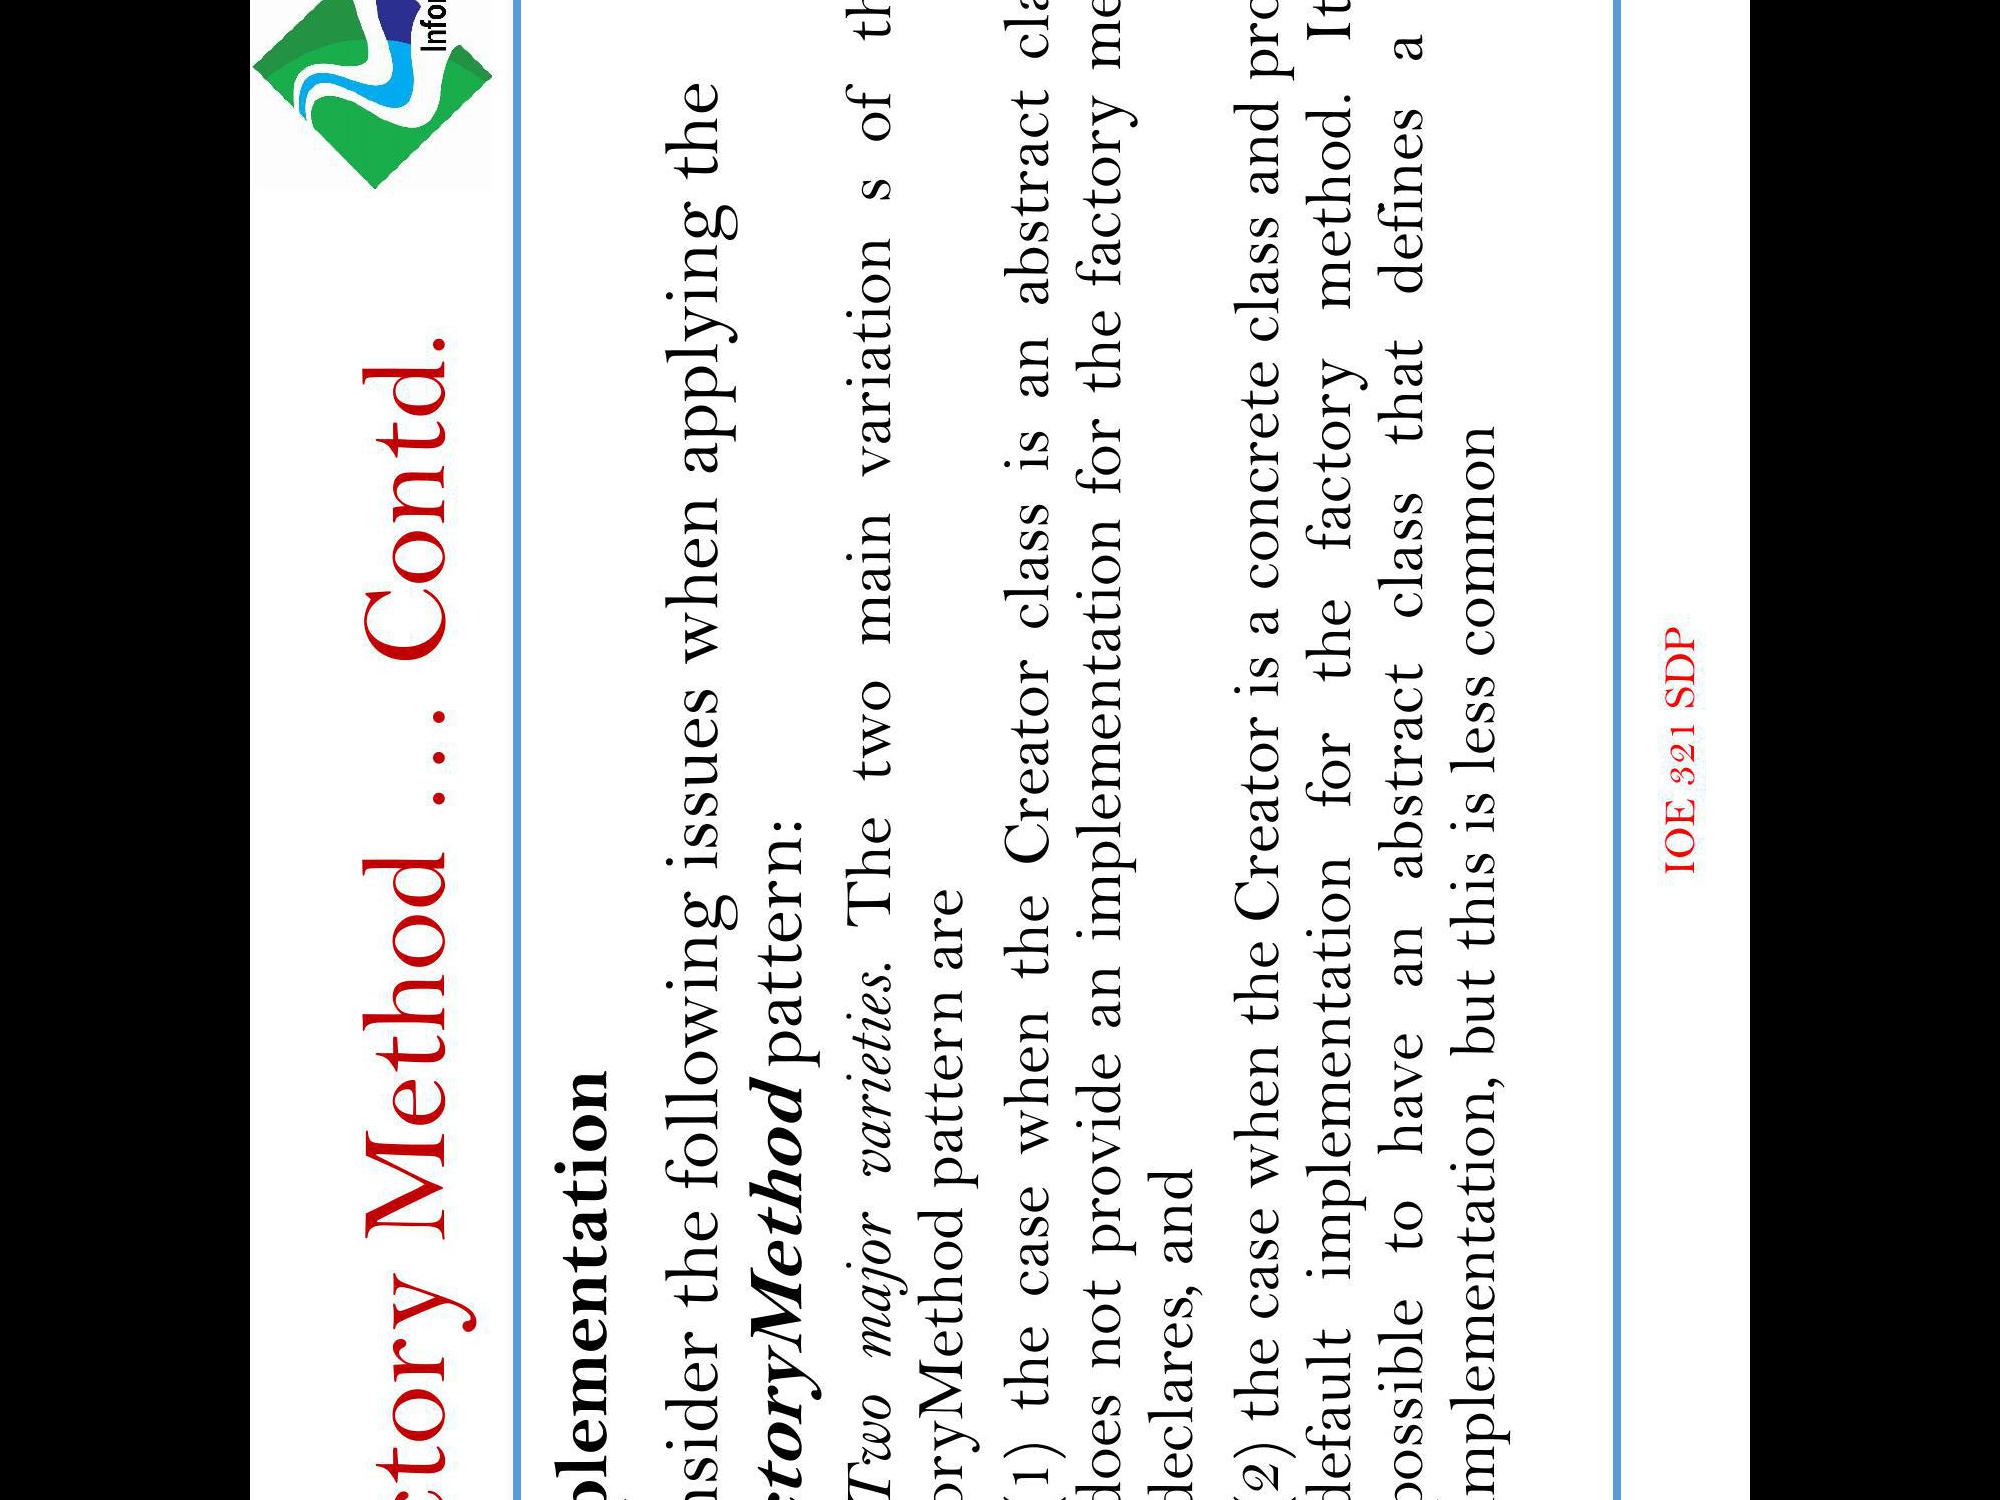 ctory Method … Contd.
Infor
plementation
nsider the following issues when applying the
ctoryMethod pattern:
Two major varieties. The two main variation s of th
oryMethod pattern are
(1) the case when the Creator class is an abstract cla
does not provide an implementation for the factory me
declares, and
(2) the case when the Creator is a concrete class and pro
default implementation for the factory method. It
possible to have an abstract class that defines a
implementation, but this is less common
IOE 321 SDP